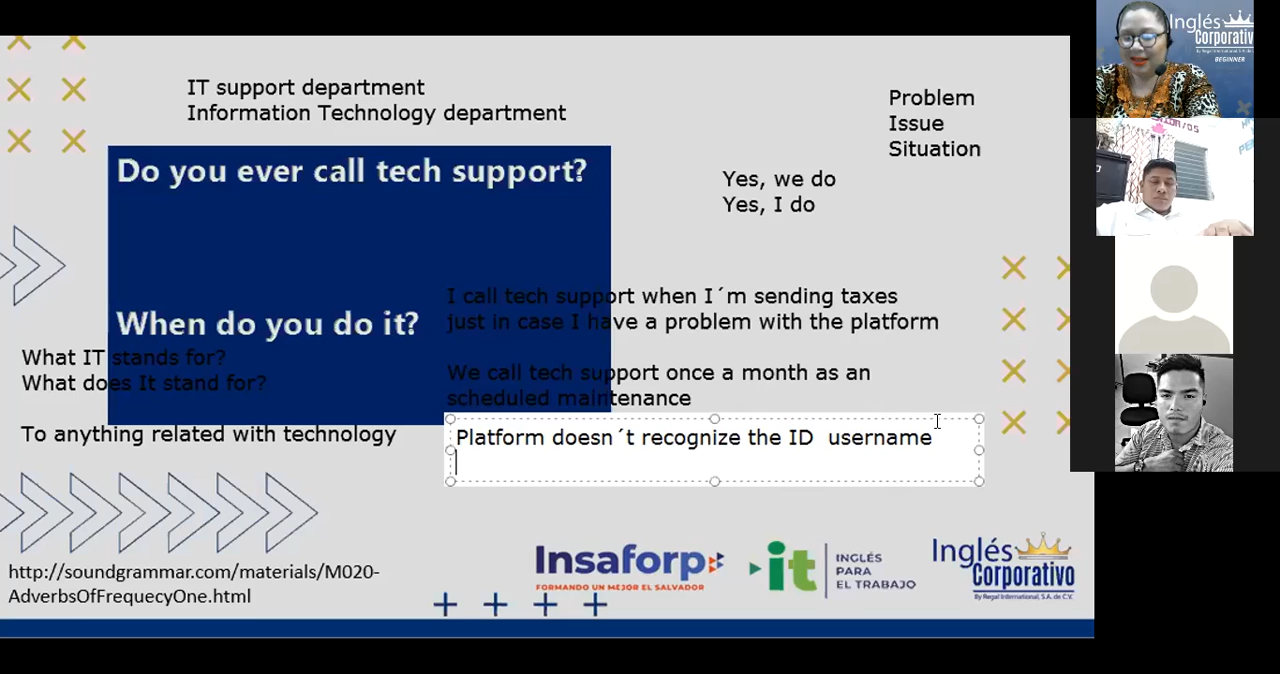 IT support department
Information Technology department
Problem
Issue
Situation
Do you ever call tech support?
Yes, we do
Yes, I do
I call tech support when I´m sending taxes
just in case I have a problem with the platform
When do you do it?
What IT stands for?
What does It stand for?
We call tech support once a month as an
scheduled maintenance
To anything related with technology
Platform doesn´t recognize the ID  username
http://soundgrammar.com/materials/M020-
AdverbsOfFrequecyOne.html
Insaforp
FORMANDO UN MEJOR EL SALVADOR
it
INGLÉS
PARA
EL TRABAJO
Inglés
Corporativo
By Regal International, S.A. de C.V.
Inglés
Corporativo
By Regal International, S.A. de C.V.
BEGINNER